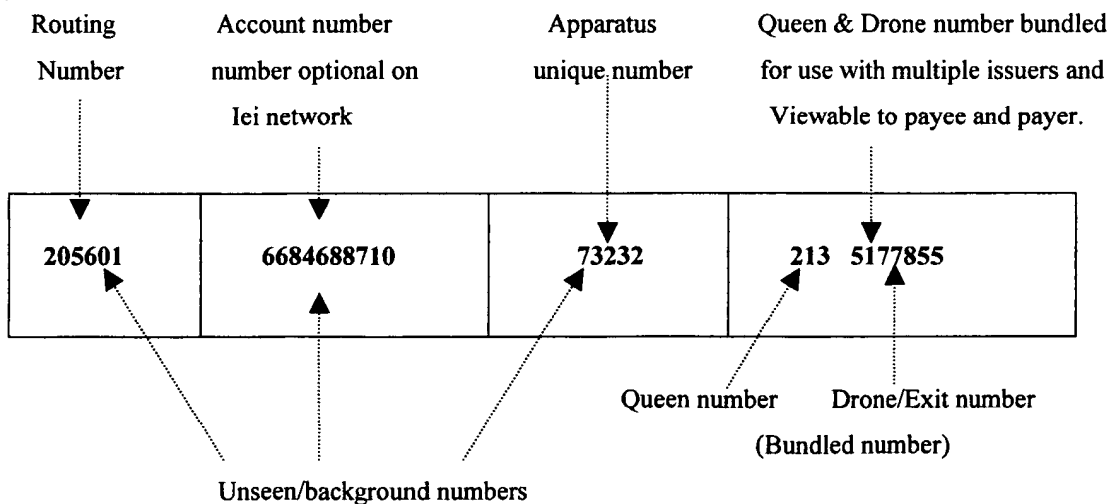 Routing Number
Account number number optional on Iei network
Apparatus unique number
Queen & Drone number bundled for use with multiple issuers and Viewable to payee and payer.
205601
6684688710
73232
213 5177855
Queen number
Drone/Exit number
(Bundled number)
Unseen/background numbers